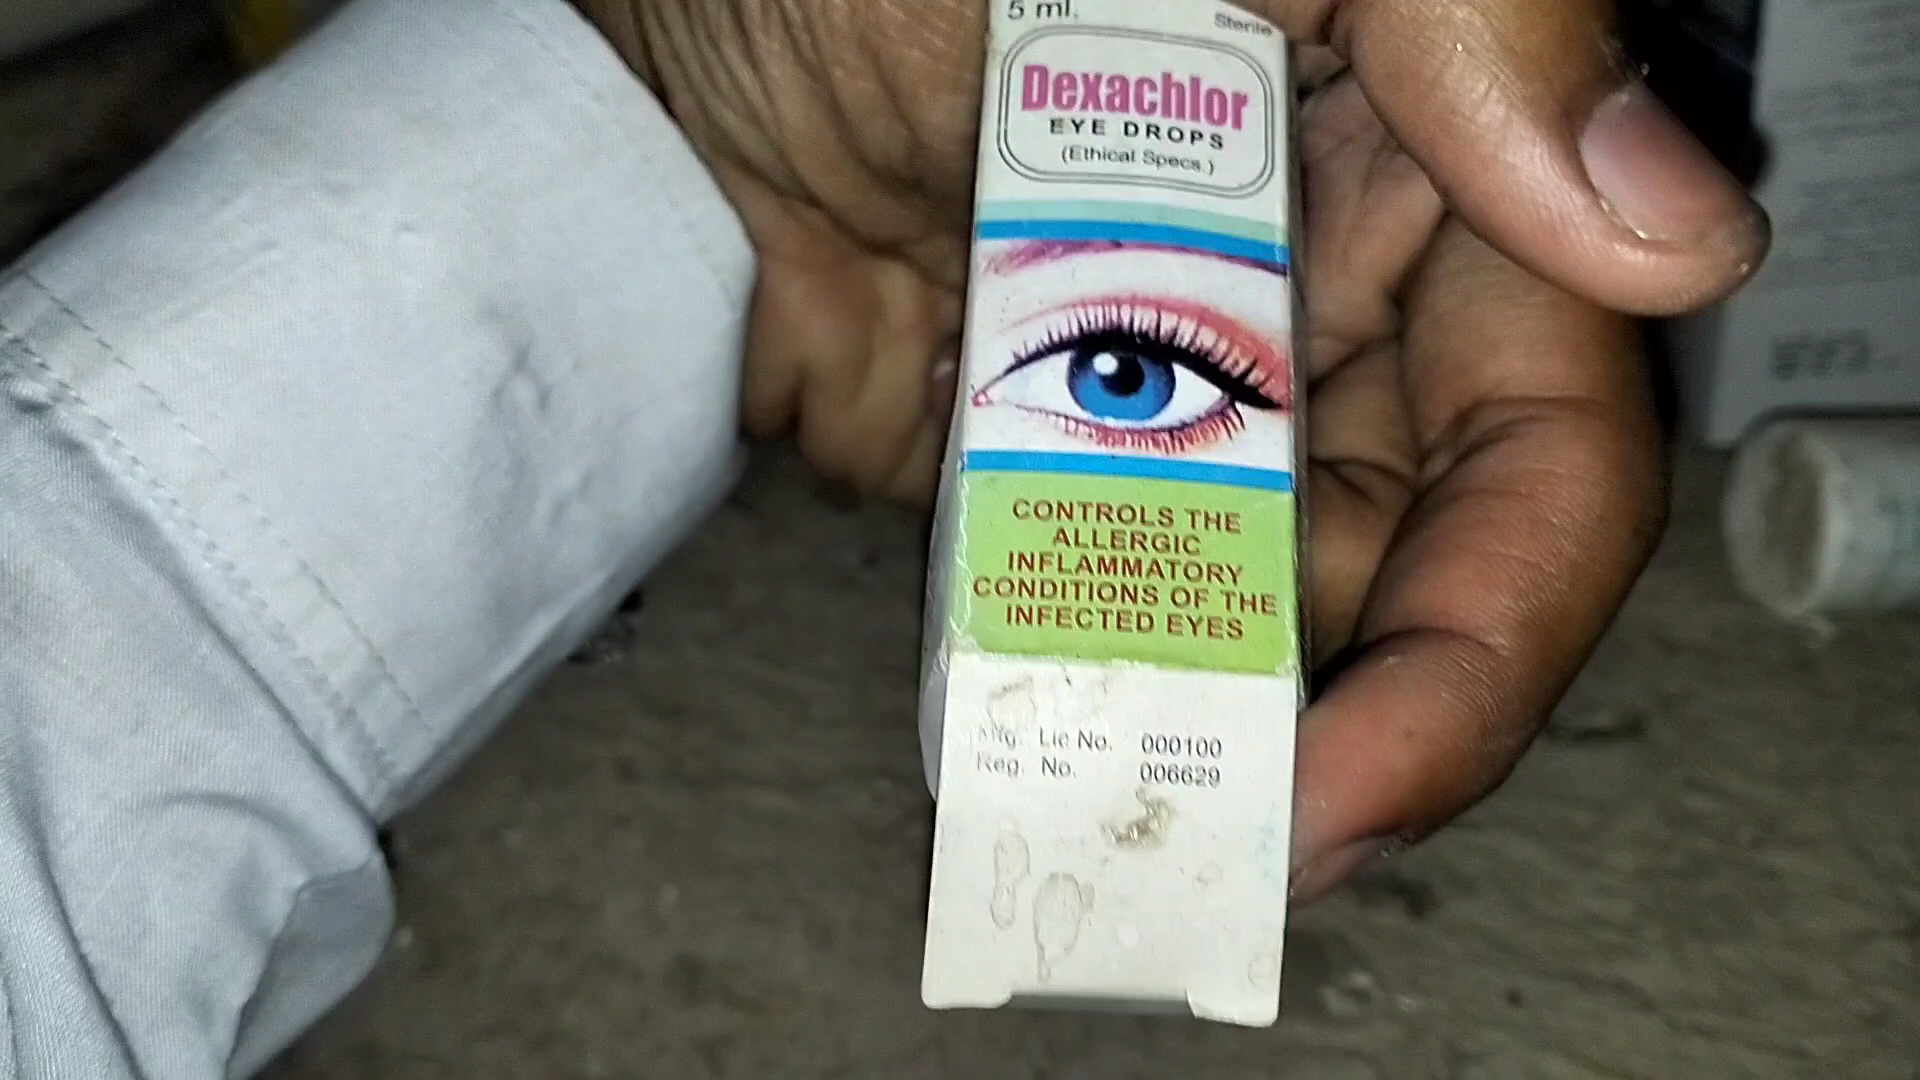 5 ml.
Sterile
Dexachlor
EYE DROPS
(Ethical Specs.)
CONTROLS THE
ALLERGIC
INFLAMMATORY
CONDITIONS OF THE
INFECTED EYES
Mfg. Lic No. 000100
Reg. No. 006629